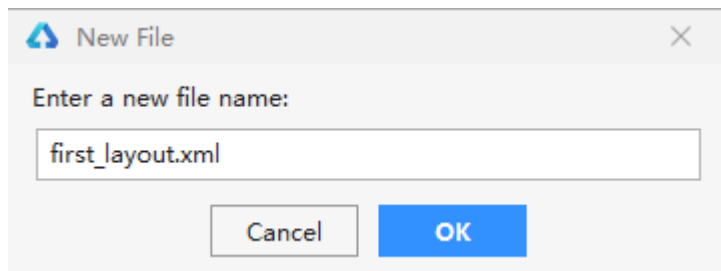 New File
Enter a new file name:
first_layout.xml
Cancel
OK